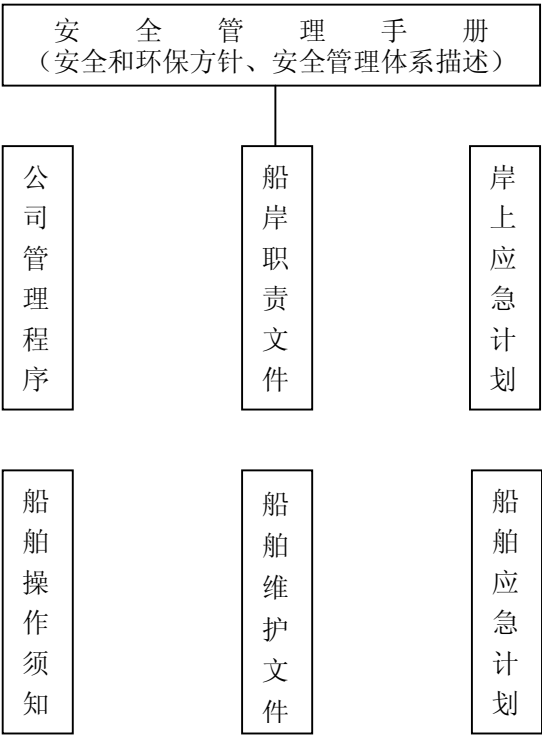 安全管理手册
（安全和环保方针、安全管理体系描述）
公司管理程序
船岸职责文件
岸上应急计划
船舶操作须知
船舶维护文件
船舶应急计划